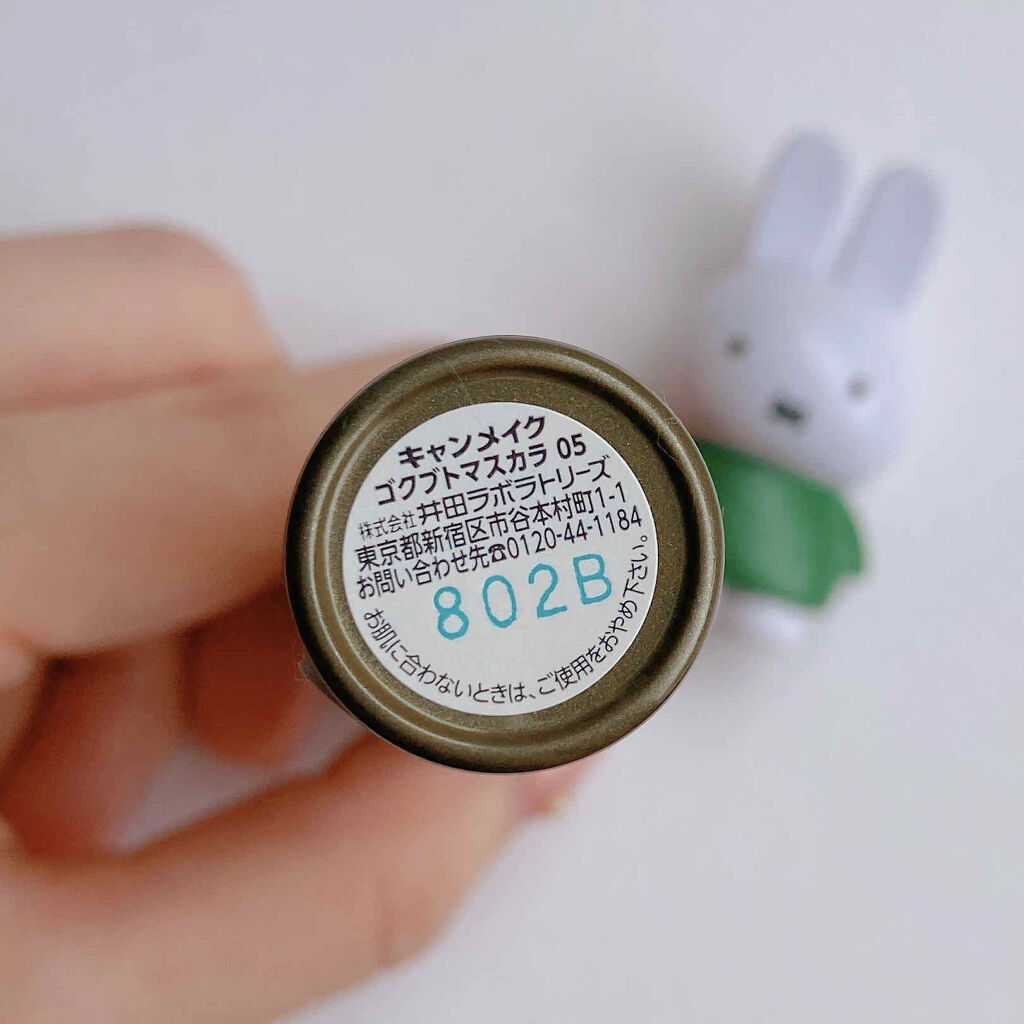 キャンメイク
ゴクブトマスカラ 05
株式会社井田ラボラトリーズ
東京都新宿区市谷本村町1-1
お問い合わせ先☎0120-44-1184
802B
お肌に合わないときは、ご使用をおやめ下さい。